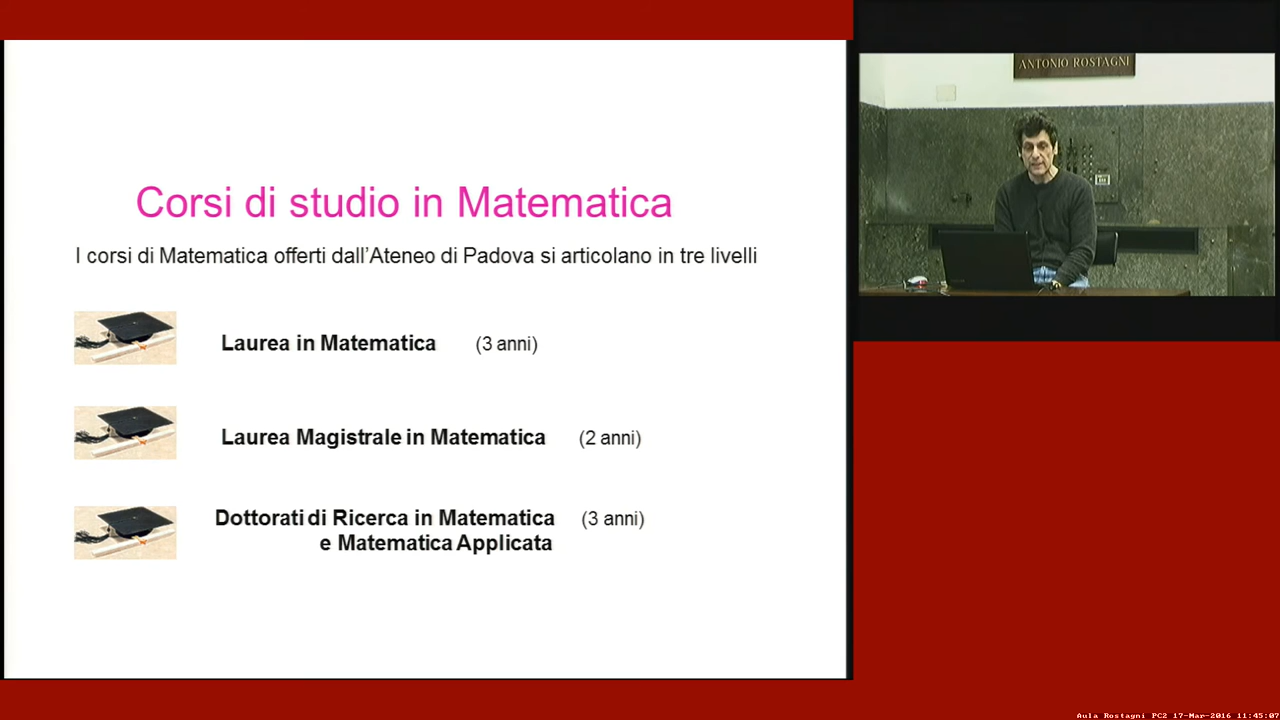 Corsi di studio in Matematica
I corsi di Matematica offerti dall'Ateneo di Padova si articolano in tre livelli
Laurea in Matematica (3 anni)
Laurea Magistrale in Matematica (2 anni)
Dottorati di Ricerca in Matematica (3 anni)
e Matematica Applicata
ANTONIO ROSTAGNI
Aula Rostagni PC2 17-Mar-2016 11:45:07